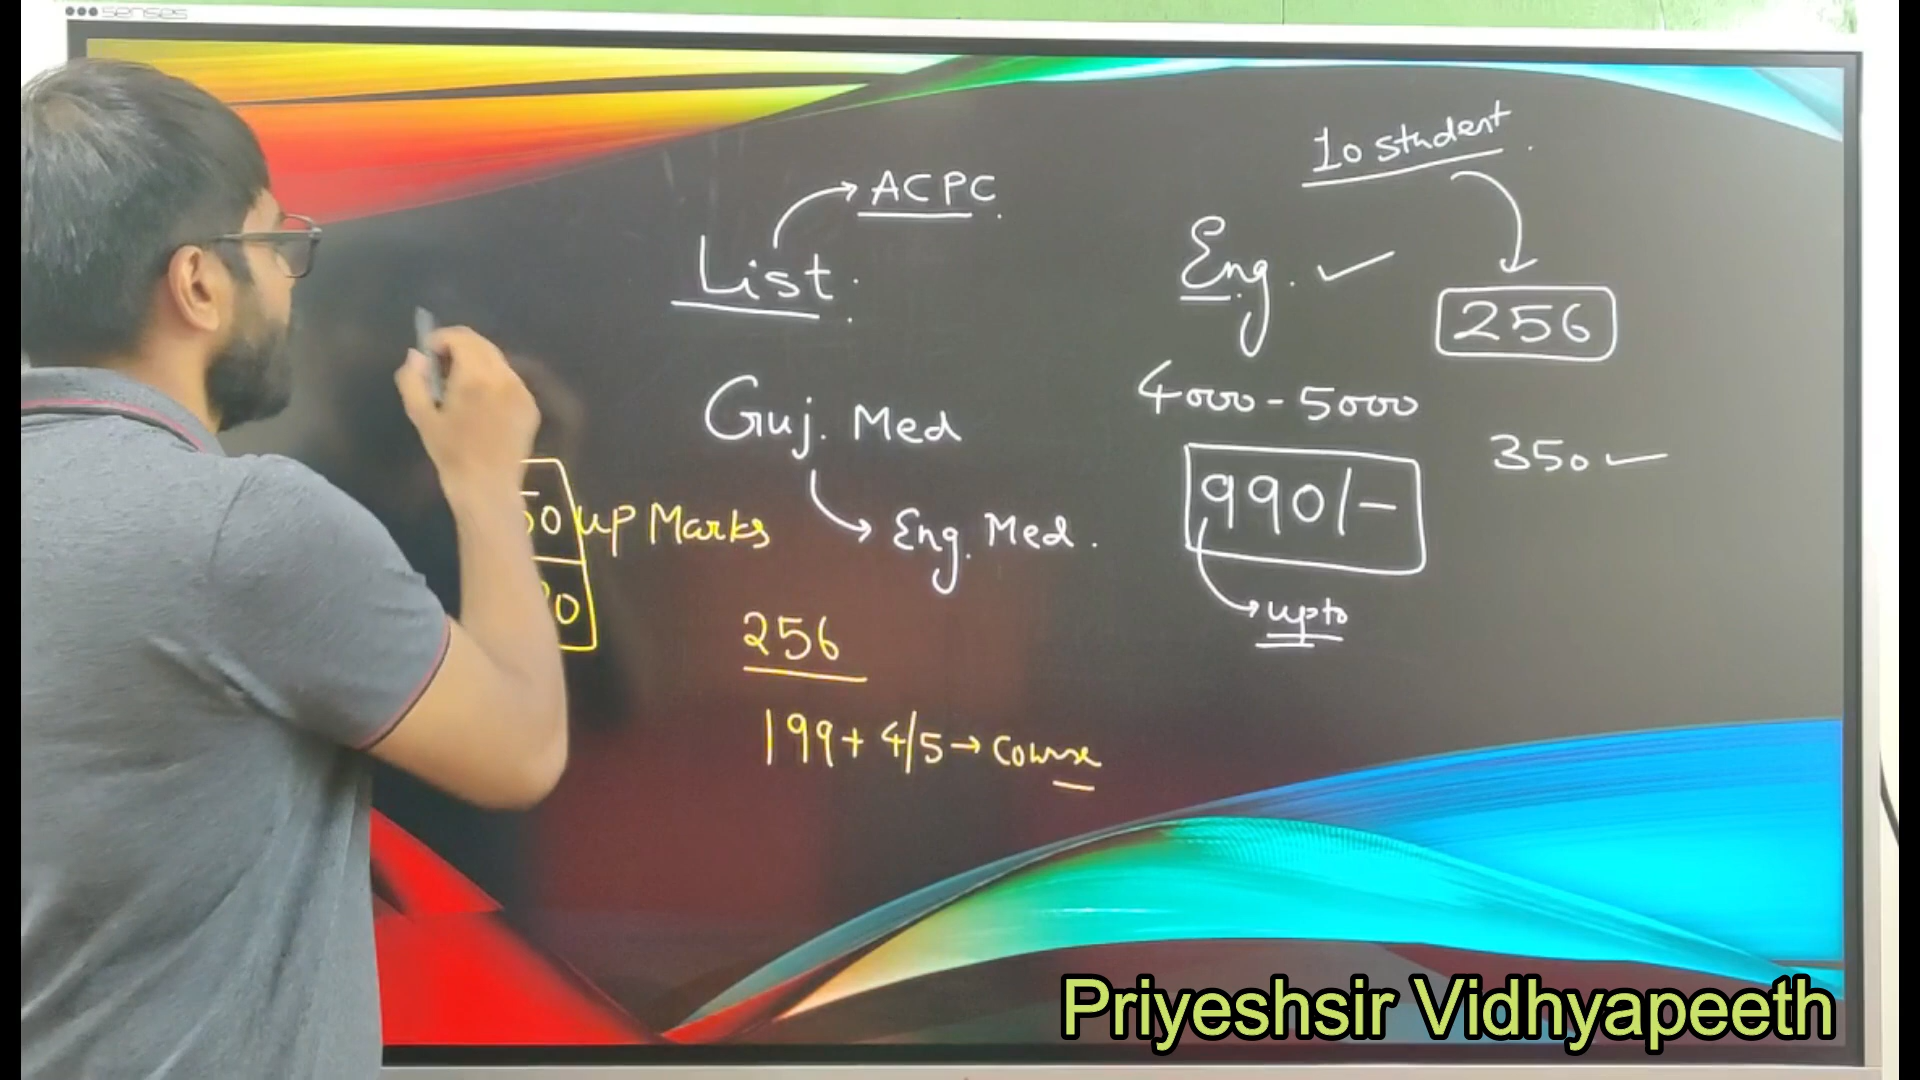 senses
ACPC.
List.
Guj. Med
Eng. Med.
up Marks
256
199+ 4/5→ Course
10 student.
Eng. ✓
256
4000-5000
350 ✓
990/-
upto
Priyeshsir Vidhyapeeth